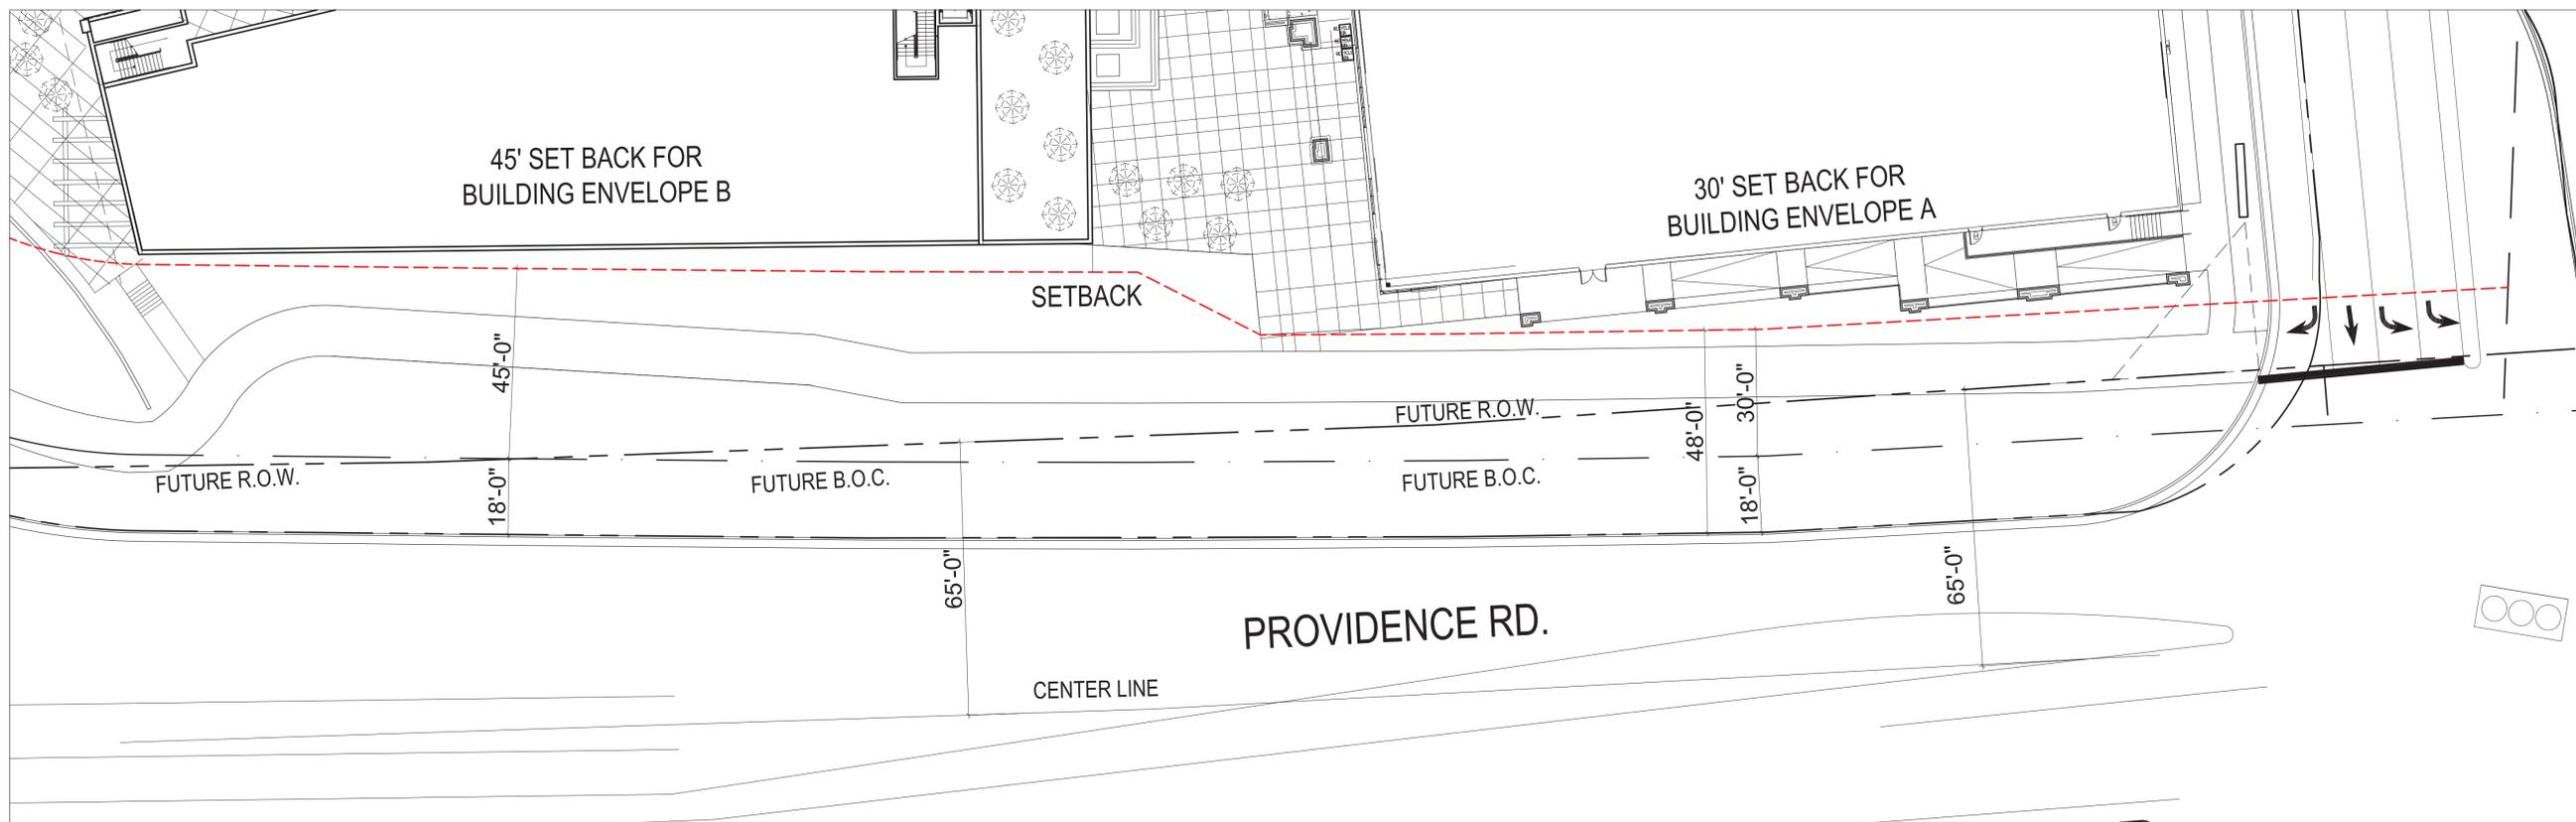 45' SET BACK FOR
BUILDING ENVELOPE B
30' SET BACK FOR
BUILDING ENVELOPE A
SETBACK
45'-0"
30'-0"
48'-0"
FUTURE R.O.W.
FUTURE R.O.W.
FUTURE B.O.C.
FUTURE B.O.C.
18'-0"
18'-0"
65'-0"
65'-0"
PROVIDENCE RD.
CENTER LINE